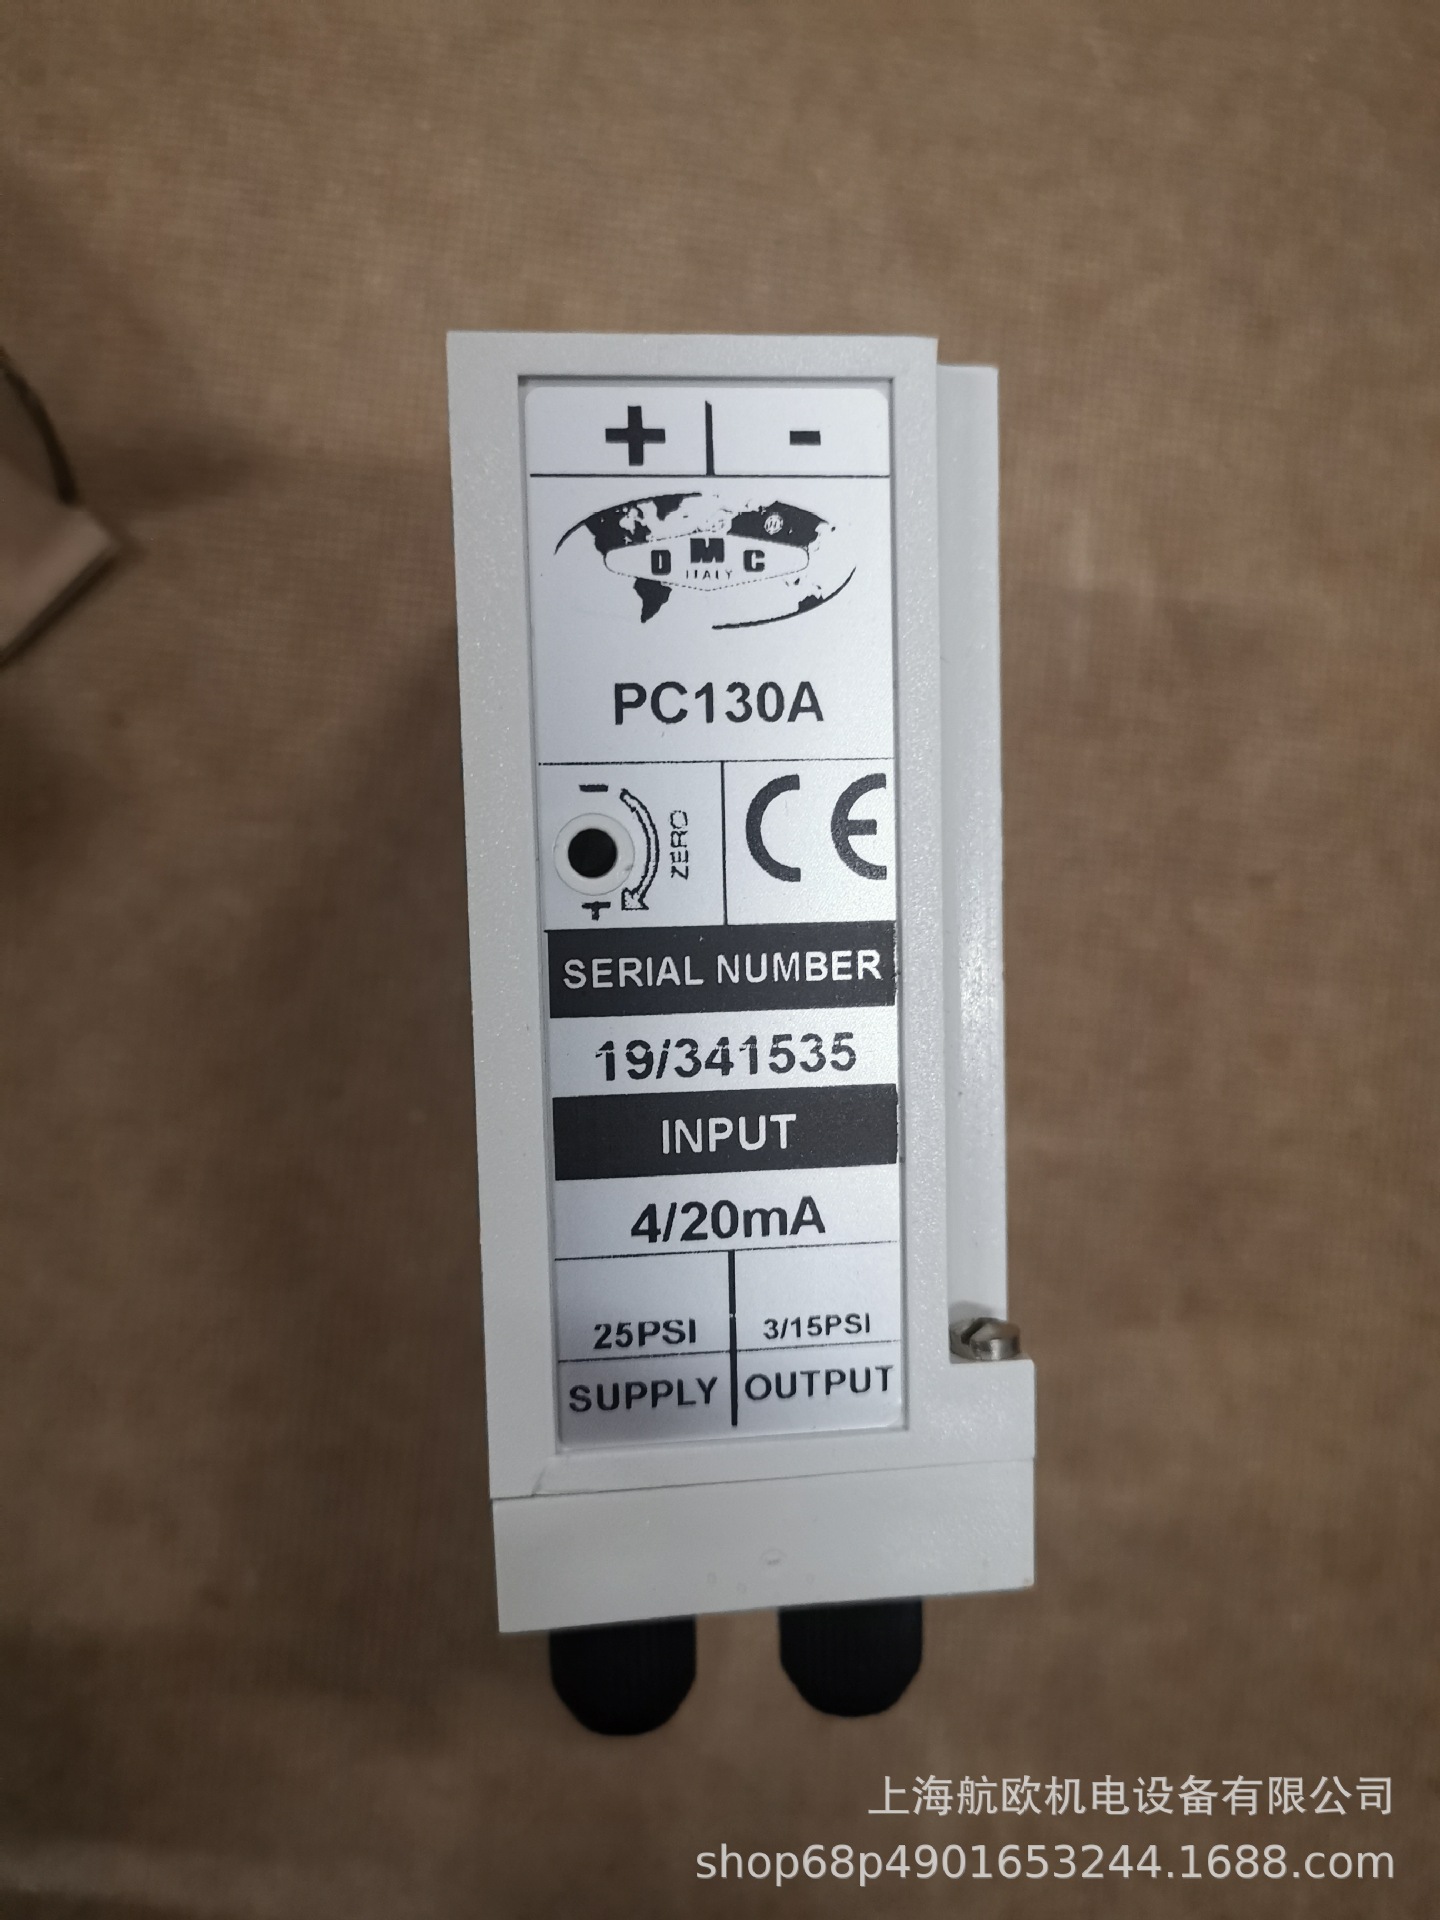 + -
DMC
ITALY
PC130A
-
ZERO
+
CE
SERIAL NUMBER
19/341535
INPUT
4/20mA
25PSI 3/15PSI
SUPPLY OUTPUT
上海航欧机电设备有限公司
shop68p4901653244.1688.com